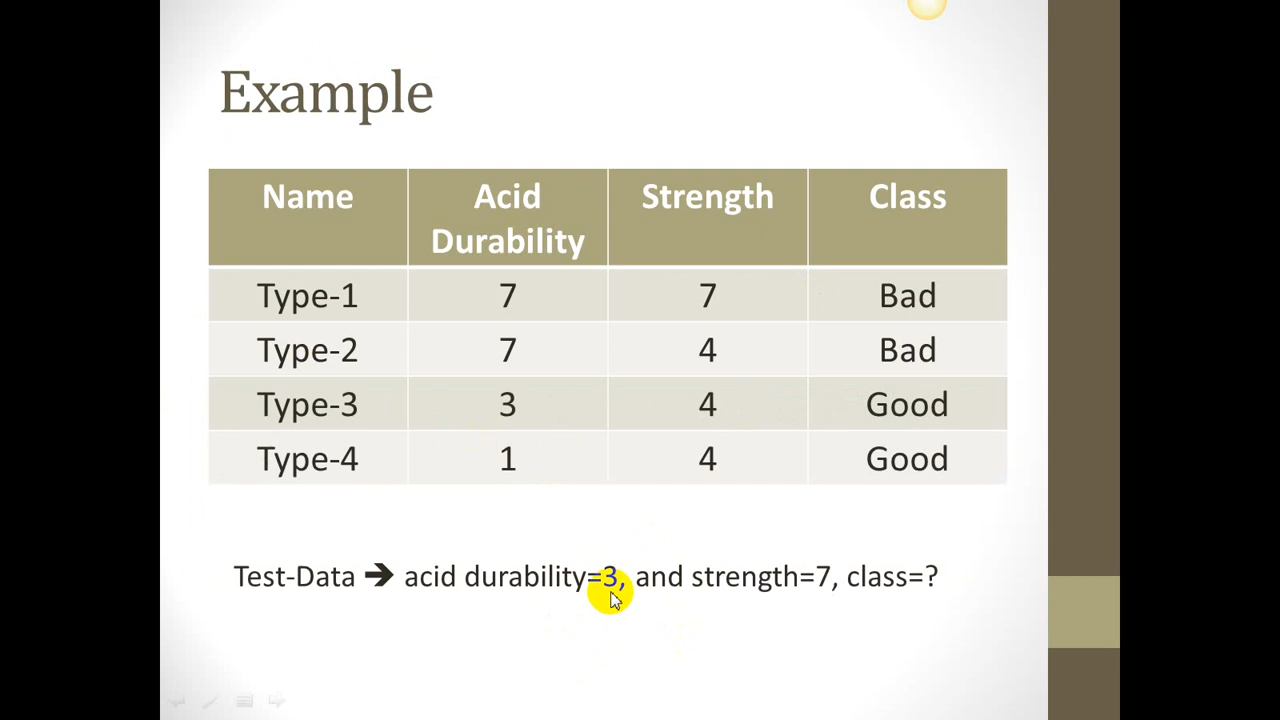 Example
Name Acid Durability Strength Class
Type-1 7 7 Bad
Type-2 7 4 Bad
Type-3 3 4 Good
Type-4 1 4 Good
Test-Data ➔ acid durability=3, and strength=7, class=?